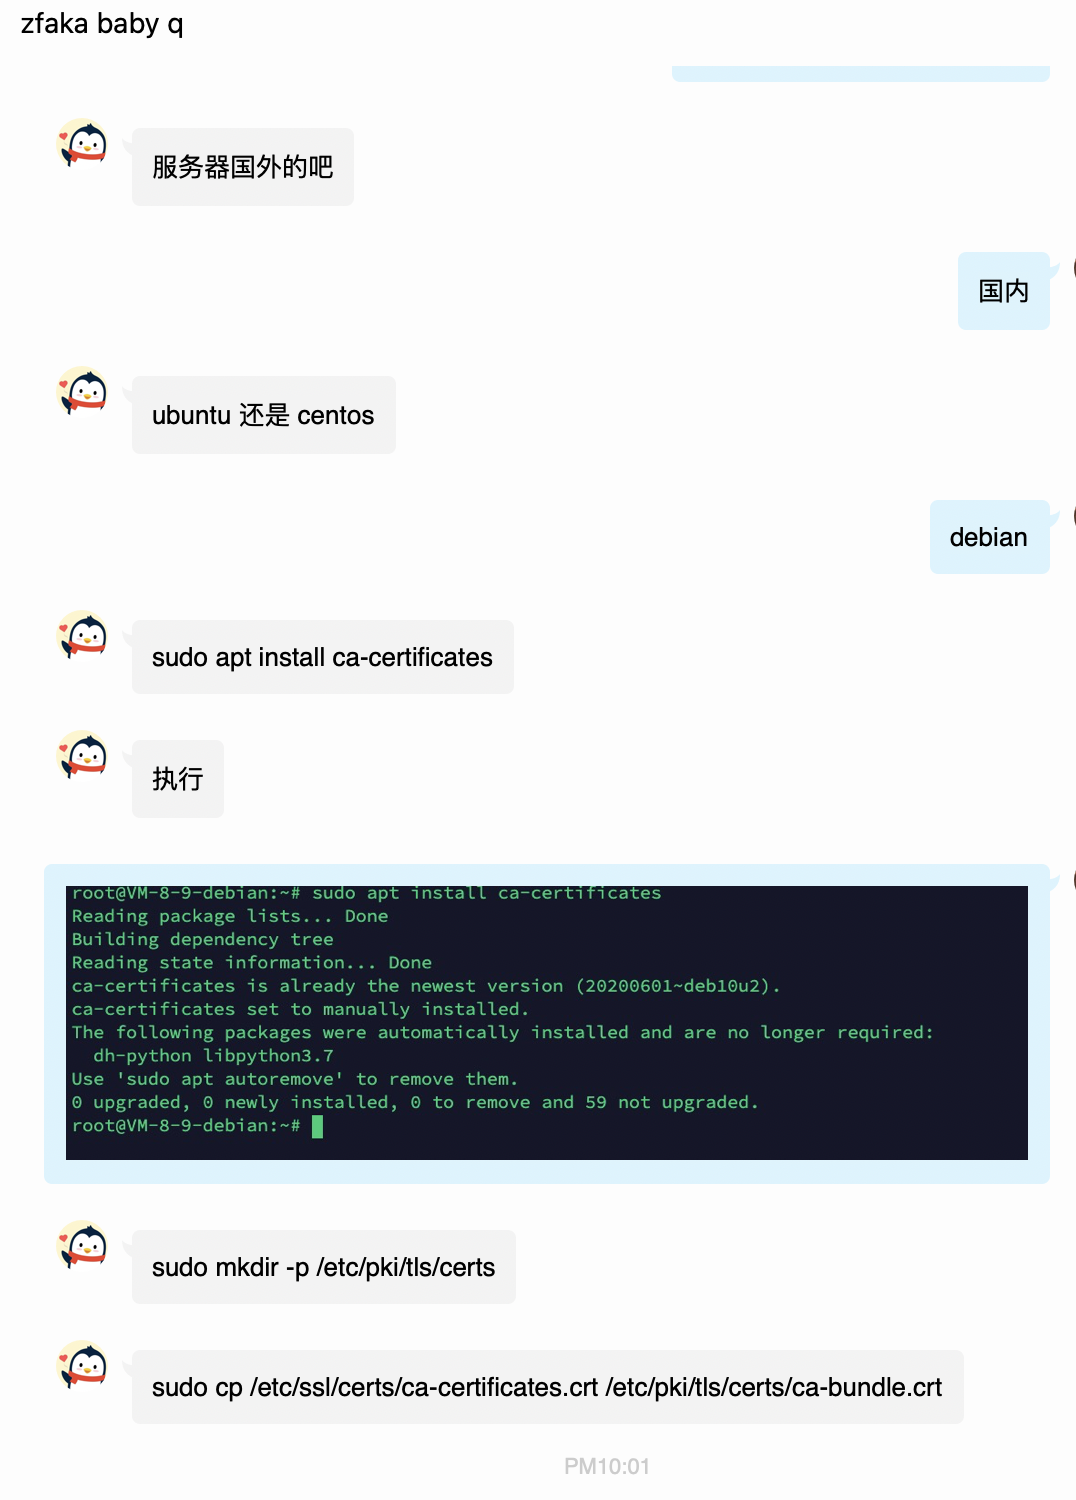 zfaka baby q
服务器国外的吧
国内
ubuntu 还是 centos
debian
sudo apt install ca-certificates
执行
root@VM-8-9-debian:~# sudo apt install ca-certificates
Reading package lists... Done
Building dependency tree
Reading state information... Done
ca-certificates is already the newest version (20200601~deb10u2).
ca-certificates set to manually installed.
The following packages were automatically installed and are no longer required:
  dh-python libpython3.7
Use 'sudo apt autoremove' to remove them.
0 upgraded, 0 newly installed, 0 to remove and 59 not upgraded.
root@VM-8-9-debian:~#
sudo mkdir -p /etc/pki/tls/certs
sudo cp /etc/ssl/certs/ca-certificates.crt /etc/pki/tls/certs/ca-bundle.crt
PM10:01